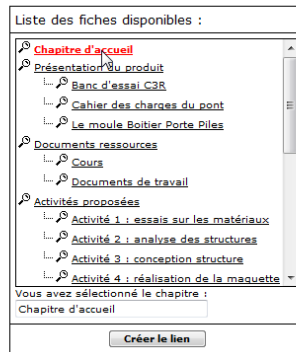 Liste des fiches disponibles :
Chapitre d'accueil
Présentation du produit
Banc d'essai C3R
Cahier des charges du pont
Le moule Boitier Porte Piles
Documents ressources
Cours
Documents de travail
Activités proposées
Activité 1 : essais sur les matériaux
Activité 2 : analyse des structures
Activité 3 : conception structure
Activité 4 : réalisation de la maquette
Vous avez sélectionné le chapitre :
Chapitre d'accueil
Créer le lien